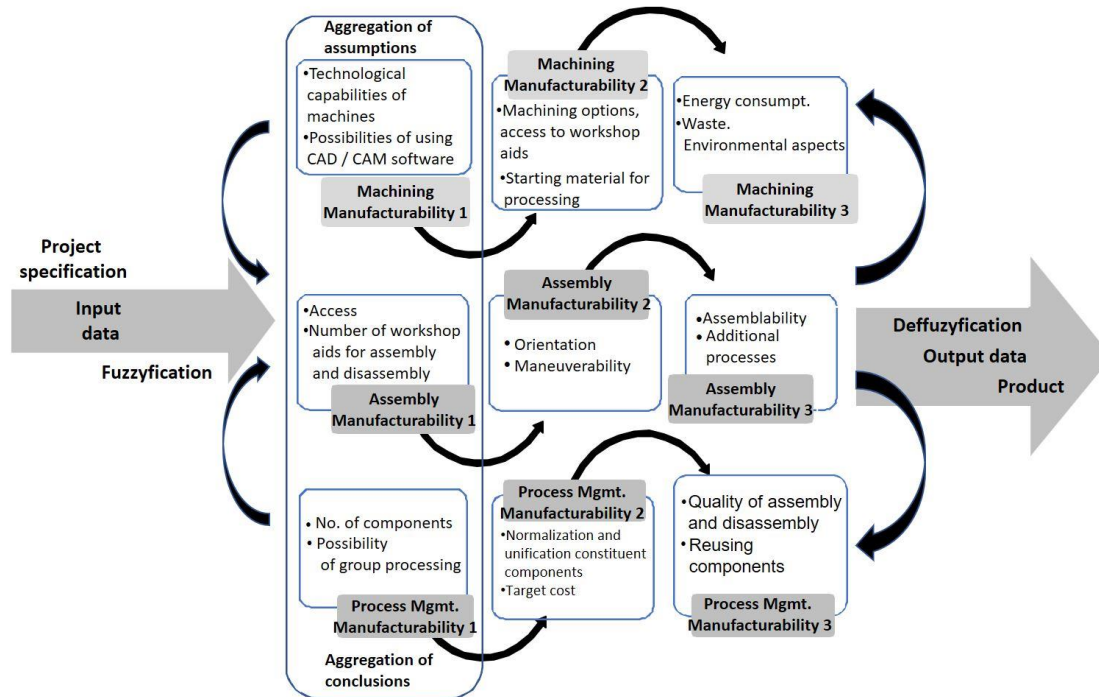 Aggregation of
assumptions
•Technological
capabilities of
machines
•Possibilities of using
CAD / CAM software
Machining
Manufacturability 1
Machining
Manufacturability 2
•Machining options,
access to workshop
aids
•Starting material for
processing
•Energy consumpt.
•Waste.
Environmental aspects
Machining
Manufacturability 3
Project
specification
Input
data
Fuzzyfication
•Access
•Number of workshop
aids for assembly
and disassembly
Assembly
Manufacturability 1
Assembly
Manufacturability 2
• Orientation
• Maneuverability
•Assemblability
• Additional
processes
Assembly
Manufacturability 3
Deffuzyfication
Output data
Product
• No. of components
• Possibility
of group processing
Process Mgmt.
Manufacturability 1
Process Mgmt.
Manufacturability 2
•Normalization and
unification constituent
components
•Target cost
• Quality of assembly
and disassembly
• Reusing
components
Process Mgmt.
Manufacturability 3
Aggregation of
conclusions